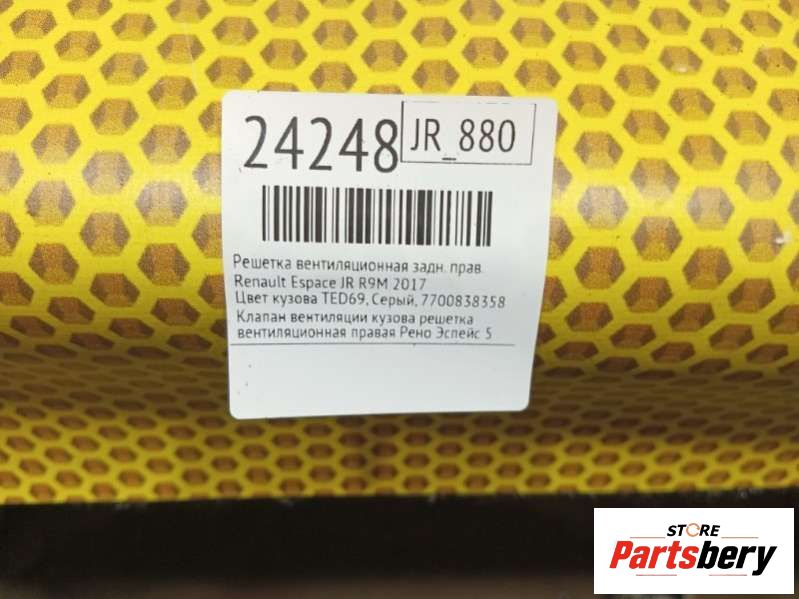 24248 JR_880
Решетка вентиляционная задн. прав.
Renault Espace JR R9M 2017
Цвет кузова TED69, Серый, 7700838358
Клапан вентиляции кузова решетка
вентиляционная правая Рено Эспейс 5
STORE
Partsbery